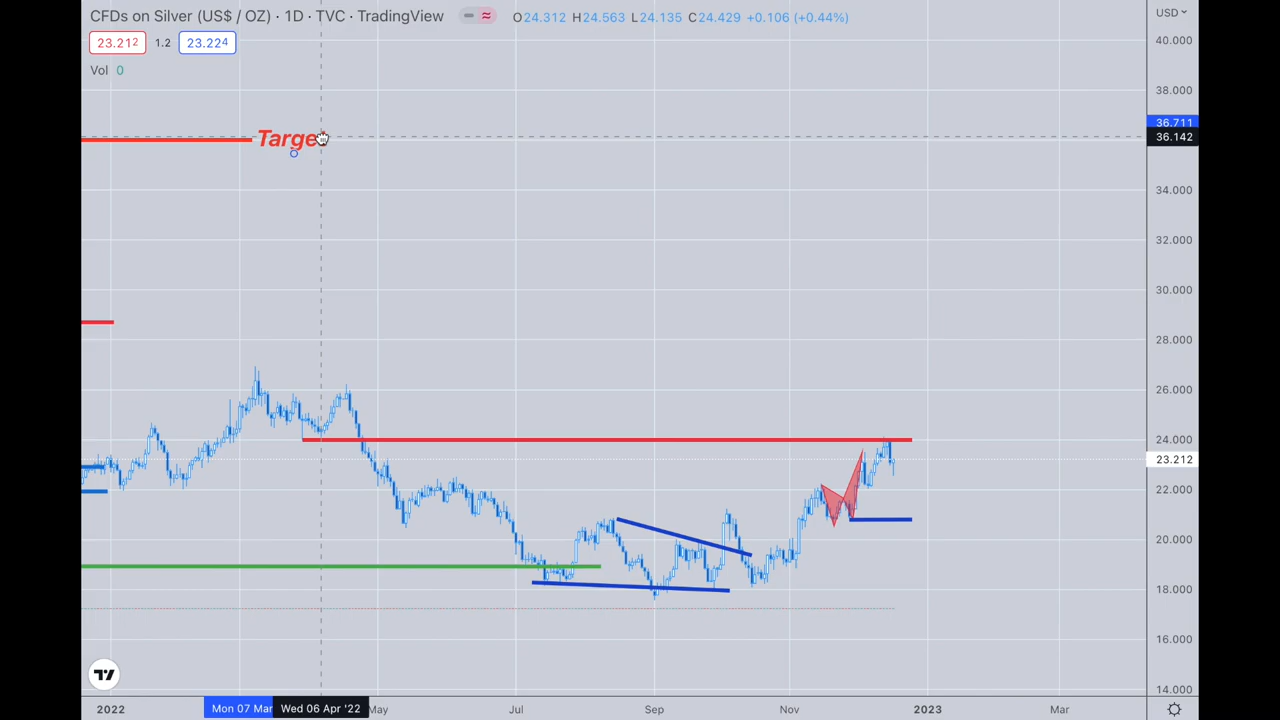 CFDs on Silver (US$ / OZ) · 1D · TVC · TradingView O24.312 H24.563 L24.135 C24.429 +0.106 (+0.44%)
USD
23.212 1.2 23.224
40.000
Vol 0
38.000
36.711
Targe
36.142
34.000
32.000
30.000
28.000
26.000
24.000
23.212
22.000
20.000
18.000
16.000
14.000
2022 Mon 07 Mar Wed 06 Apr '22 May Jul Sep Nov 2023 Mar